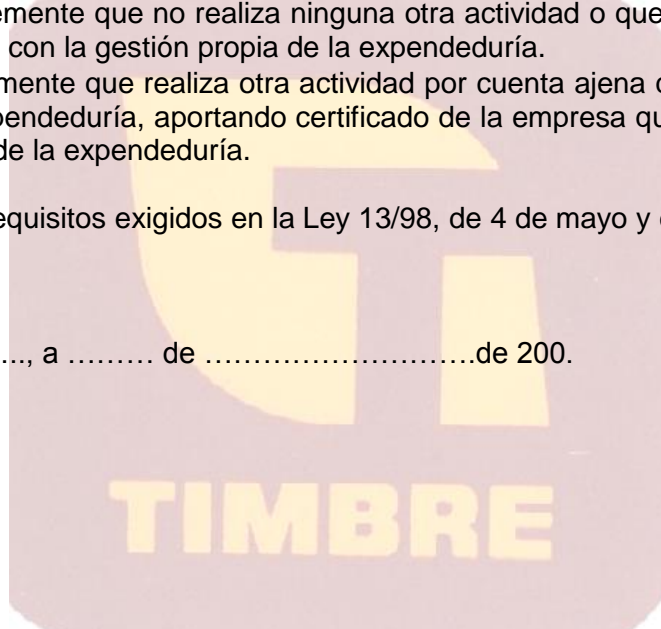 emente que no realiza ninguna otra actividad o que
con la gestión propia de la expendeduría.
mente que realiza otra actividad por cuenta ajena
pendeduría, aportando certificado de la empresa
de la expendeduría.
equisitos exigidos en la Ley 13/98, de 4 de mayo y
..., a ……… de ……………………………de 200.
TIMBRE